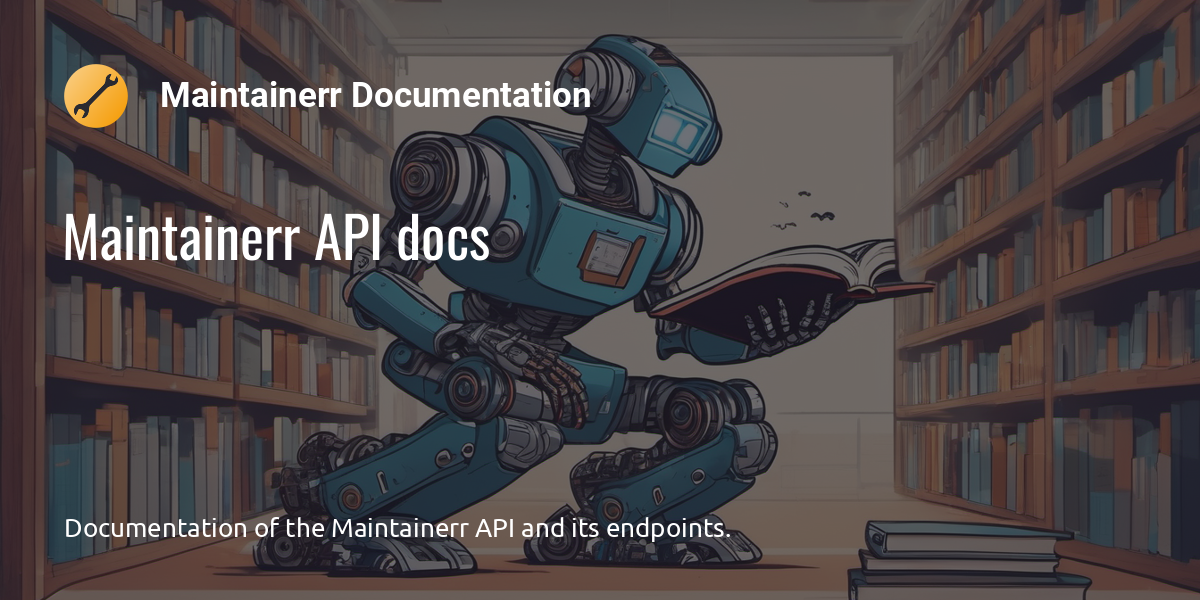 Maintainerr Documentation
Maintainerr API docs
Documentation of the Maintainerr API and its endpoints.